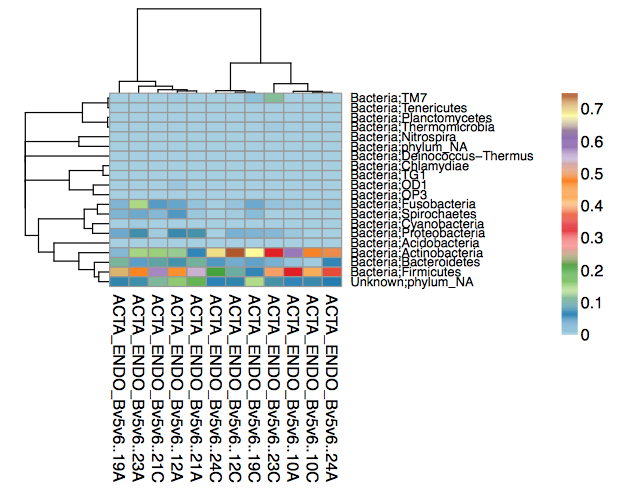 Bacteria;TM7
Bacteria;Tenericutes
Bacteria;Planctomycetes
Bacteria;Thermomicrobia
Bacteria;Nitrospira
Bacteria;phylum_NA
Bacteria;Deinococcus-Thermus
Bacteria;Chlamydiae
Bacteria;TG1
Bacteria;OD1
Bacteria;OP3
Bacteria;Fusobacteria
Bacteria;Spirochaetes
Bacteria;Cyanobacteria
Bacteria;Proteobacteria
Bacteria;Acidobacteria
Bacteria;Actinobacteria
Bacteria;Bacteroidetes
Bacteria;Firmicutes
Unknown;phylum_NA
0.7
0.6
0.5
0.4
0.3
0.2
0.1
0
ACTA_ENDO_Bv5v6..19A
ACTA_ENDO_Bv5v6..23A
ACTA_ENDO_Bv5v6..21C
ACTA_ENDO_Bv5v6..12A
ACTA_ENDO_Bv5v6..21A
ACTA_ENDO_Bv5v6..24C
ACTA_ENDO_Bv5v6..12C
ACTA_ENDO_Bv5v6..19C
ACTA_ENDO_Bv5v6..23C
ACTA_ENDO_Bv5v6..10A
ACTA_ENDO_Bv5v6..10C
ACTA_ENDO_Bv5v6..24A